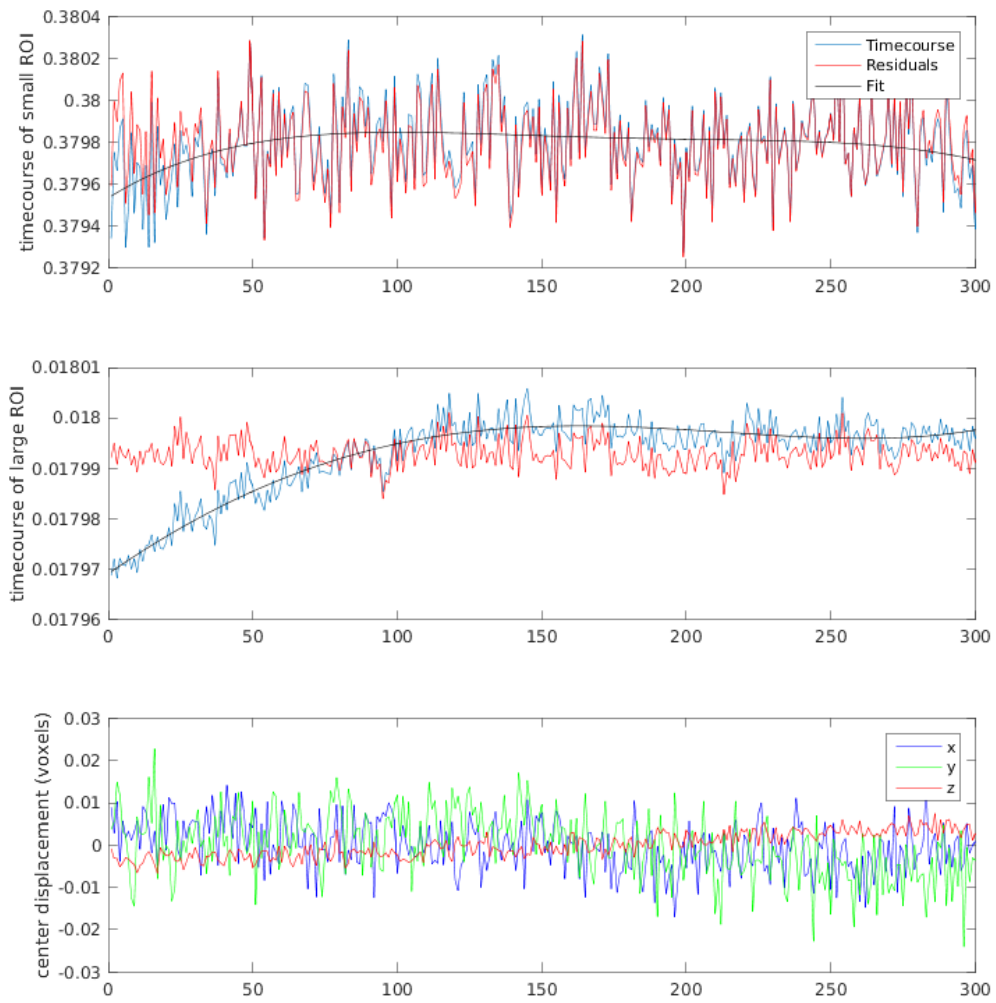 timecourse of small ROI
0.3804
0.3802
0.38
0.3798
0.3796
0.3794
0.3792
Timecourse
Residuals
Fit
0 50 100 150 200 250 300
timecourse of large ROI
0.01801
0.018
0.01799
0.01798
0.01797
0.01796
0 50 100 150 200 250 300
center displacement (voxels)
0.03
0.02
0.01
0
-0.01
-0.02
-0.03
x
y
z
0 50 100 150 200 250 300